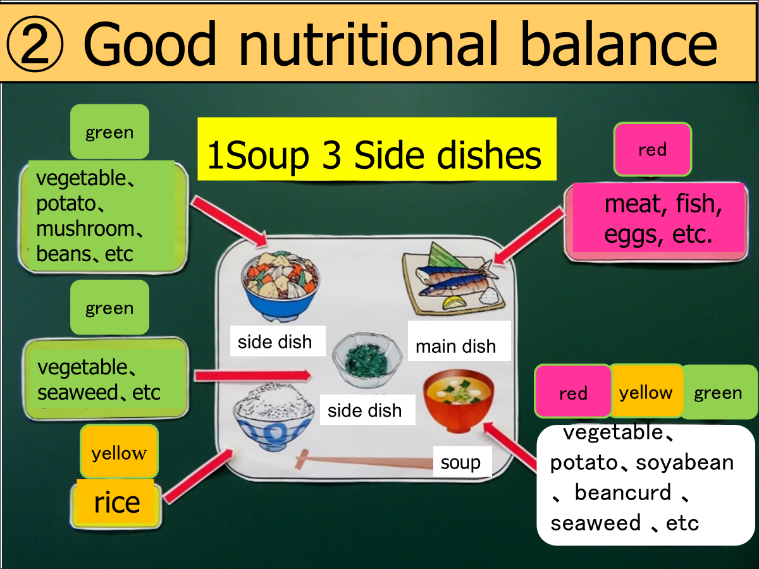 ② Good nutritional balance
green
1Soup 3 Side dishes
red
vegetable、
potato、
mushroom、
beans、etc
meat, fish,
eggs, etc.
green
side dish
main dish
vegetable、
seaweed、etc
side dish
red
yellow
green
yellow
rice
soup
vegetable、
potato、soyabean
、beancurd 、
seaweed 、etc